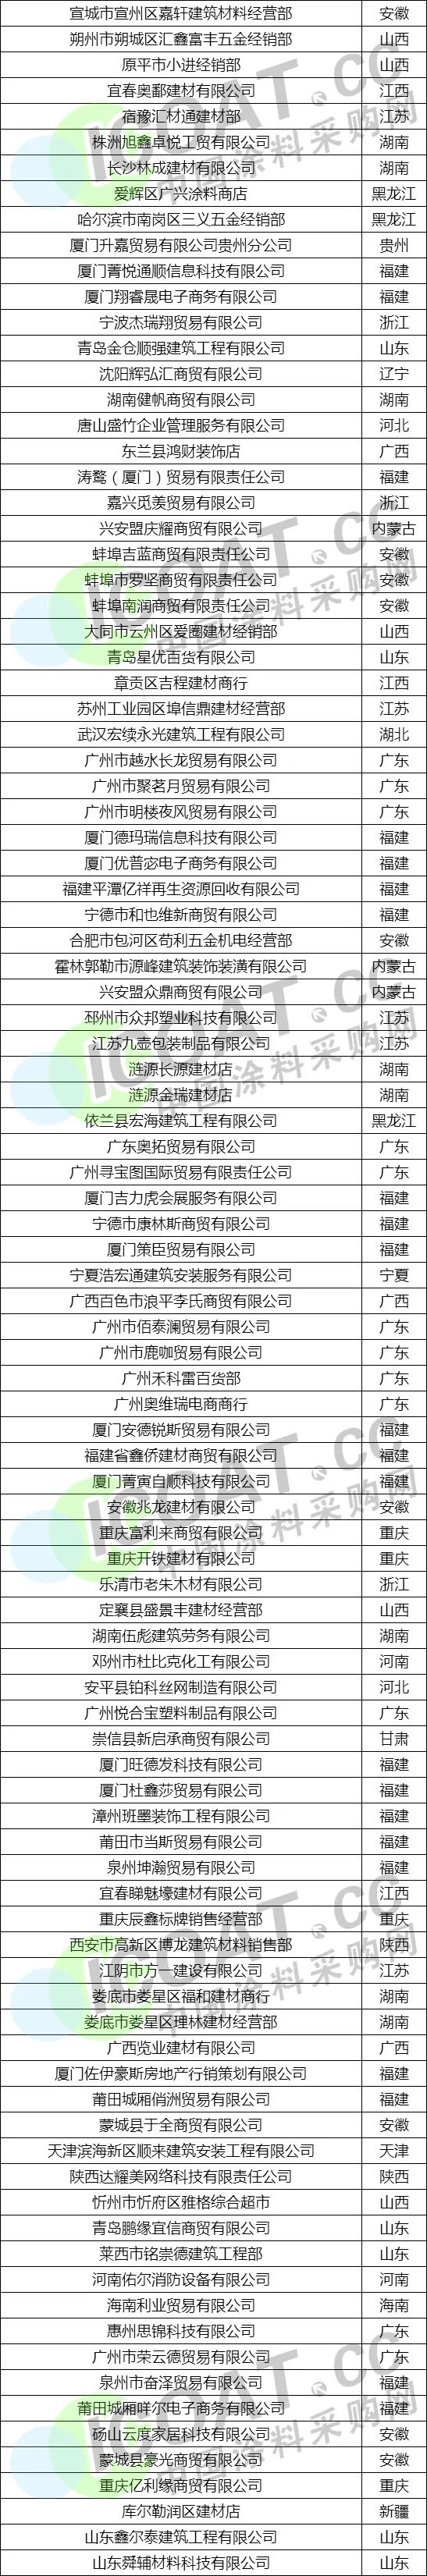 宣城市宣州区嘉轩建筑材料经营部 安徽
朔州市朔城区汇鑫富丰五金经销部 山西
原平市小进经销部 山西
宜春奥鄱建材有限公司 江西
宿豫汇材通建材部 江苏
株洲旭鑫卓悦工贸有限公司 湖南
长沙林成建材有限公司 湖南
爱辉区广兴涂料商店 黑龙江
哈尔滨市南岗区三义五金经销部 黑龙江
厦门升嘉贸易有限公司贵州分公司 贵州
厦门菁悦通顺信息科技有限公司 福建
厦门翔睿晟电子商务有限公司 福建
宁波杰瑞翔贸易有限公司 浙江
青岛金仓顺强建筑工程有限公司 山东
沈阳辉弘汇商贸有限公司 辽宁
湖南健帆商贸有限公司 湖南
唐山盛竹企业管理服务有限公司 河北
东兰县鸿财装饰店 广西
涛鹜（厦门）贸易有限责任公司 福建
嘉兴觅羡贸易有限公司 浙江
兴安盟庆耀商贸有限公司 内蒙古
蚌埠吉蓝商贸有限责任公司 安徽
蚌埠市罗坚商贸有限责任公司 安徽
蚌埠南润商贸有限责任公司 安徽
大同市云州区爱圈建材经销部 山西
青岛星优百货有限公司 山东
章贡区吉程建材商行 江西
苏州工业园区埠信鼎建材经营部 江苏
武汉宏续永光建筑工程有限公司 湖北
广州市越水长龙贸易有限公司 广东
广州市聚茗月贸易有限公司 广东
广州市明楼夜风贸易有限公司 广东
厦门德玛瑞信息科技有限公司 福建
厦门优普宓电子商务有限公司 福建
福建平潭亿祥再生资源回收有限公司 福建
宁德市和也维新商贸有限公司 福建
合肥市包河区苟利五金机电经营部 安徽
霍林郭勒市源峰建筑装饰装潢有限公司 内蒙古
兴安盟众鼎商贸有限公司 内蒙古
邳州市众邦塑业科技有限公司 江苏
江苏九壶包装制品有限公司 江苏
涟源长源建材店 湖南
涟源金瑞建材店 湖南
依兰县宏海建筑工程有限公司 黑龙江
广东奥拓贸易有限公司 广东
广州寻宝图国际贸易有限责任公司 广东
厦门吉力虎会展服务有限公司 福建
宁德市康林斯商贸有限公司 福建
厦门策臣贸易有限公司 福建
宁夏浩宏通建筑安装服务有限公司 宁夏
广西百色市浪平李氏商贸有限公司 广西
广州市佰泰澜贸易有限公司 广东
广州市鹿咖贸易有限公司 广东
广州禾科雷百货部 广东
广州奥维瑞电商商行 广东
厦门安德锐斯贸易有限公司 福建
福建省鑫侨建材商贸有限公司 福建
厦门菁寅自顺科技有限公司 福建
安徽兆龙建材有限公司 安徽
重庆富利来商贸有限公司 重庆
重庆开铁建材有限公司 重庆
乐清市老朱木材有限公司 浙江
定襄县盛景丰建材经营部 山西
湖南伍彪建筑劳务有限公司 湖南
邓州市杜比克化工有限公司 河南
安平县铂科丝网制造有限公司 河北
广州悦合宝塑料制品有限公司 广东
崇信县新启承商贸有限公司 甘肃
厦门旺德发科技有限公司 福建
厦门杜鑫莎贸易有限公司 福建
漳州班墨装饰工程有限公司 福建
莆田市当斯贸易有限公司 福建
泉州坤瀚贸易有限公司 福建
宜春睇魅壕建材有限公司 江西
重庆辰鑫标牌销售经营部 重庆
西安市高新区博龙建筑材料销售部 陕西
江阴市方一建设有限公司 江苏
娄底市娄星区福和建材商行 湖南
娄底市娄星区理林建材经营部 湖南
广西览业建材有限公司 广西
厦门佐伊豪斯房地产行销策划有限公司 福建
莆田城厢俏洲贸易有限公司 福建
蒙城县于全商贸有限公司 安徽
天津滨海新区顺来建筑安装工程有限公司 天津
陕西达耀美网络科技有限责任公司 陕西
忻州市忻府区雅格综合超市 山西
青岛鹏缘宜信商贸有限公司 山东
莱西市铭崇德建筑工程部 山东
河南佑尔消防设备有限公司 河南
海南利业贸易有限公司 海南
惠州思锦科技有限公司 广东
广州市荣云德贸易有限公司 广东
泉州市奋泽贸易有限公司 福建
莆田城厢咩尔电子商务有限公司 福建
砀山云度家居科技有限公司 安徽
蒙城县豪光商贸有限公司 安徽
重庆亿利缘商贸有限公司 重庆
库尔勒润区建材店 新疆
山东鑫尔泰建筑工程有限公司 山东
山东舜辅材料科技有限公司 山东
ICOAT.CC
中国涂料采购网
ICOAT.CC
中国涂料采购网
ICOAT.CC
中国涂料采购网
ICOAT.CC
中国涂料采购网
ICOAT.CC
中国涂料采购网
ICOAT.CC
中国涂料采购网